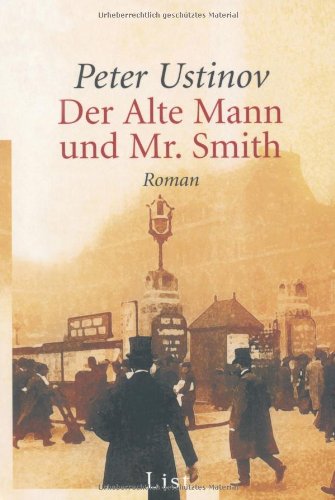 Urheberrechtlich geschütztes Material
Peter Ustinov
Der Alte Mann
und Mr. Smith
Roman
List
Urheberrechtlich geschütztes Material